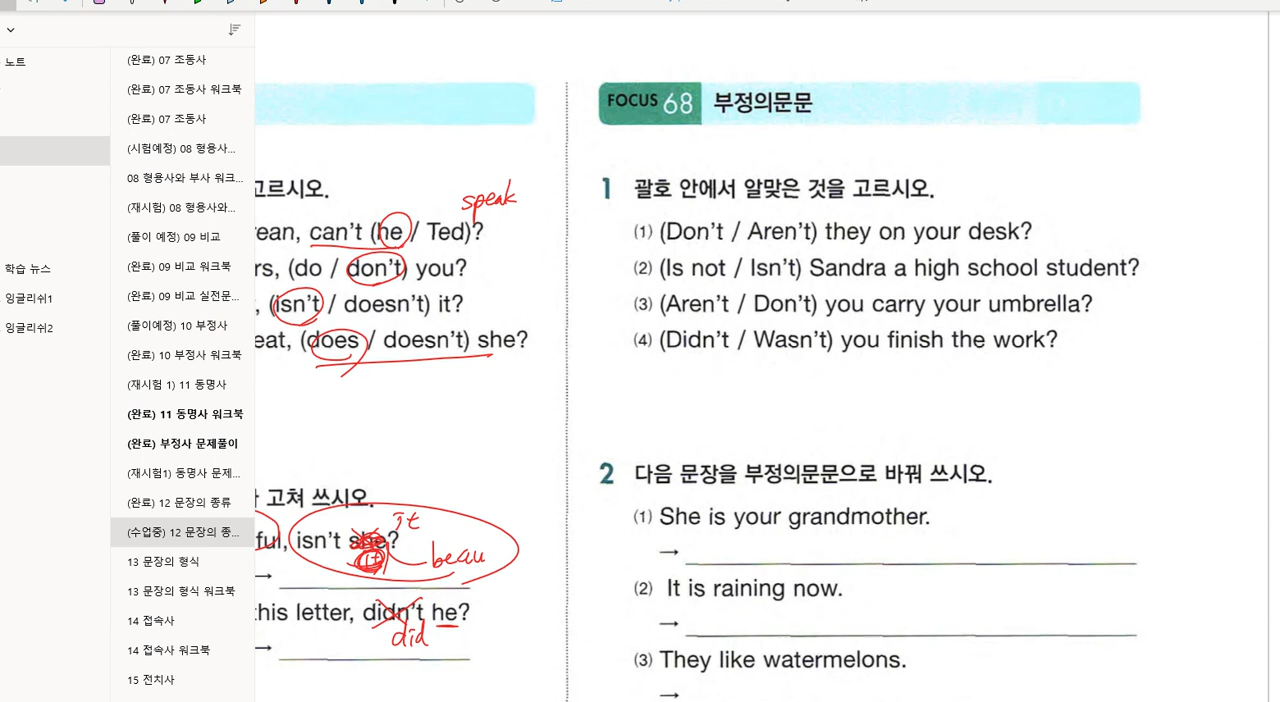 노트
학습 뉴스
잉글리쉬1
잉글리쉬2
(완료) 07 조동사
(완료) 07 조동사 워크북
(완료) 07 조동사
(시험예정) 08 형용사...
08 형용사와 부사 워크...
(재시험) 08 형용사와...
(풀이 예정) 09 비교
(완료) 09 비교 워크북
(완료) 09 비교 실전문...
(풀이예정) 10 부정사
(완료) 10 부정사 워크북
(재시험 1) 11 동명사
(완료) 11 동명사 워크북
(완료) 부정사 문제풀이
(재시험1) 동명사 문제...
(완료) 12 문장의 종류
(수업중) 12 문장의 종...
13 문장의 형식
13 문장의 형식 워크북
14 접속사
14 접속사 워크북
15 전치사
고르시오.
speak
rean, can't (he / Ted)?
rs, (do / don't) you?
, (isn't / doesn't) it?
eat, (does / doesn't) she?
고쳐 쓰시오.
it
ful, isn't she?
it
beau
→
this letter, didn't he?
did
→
FOCUS 68 부정의문문
1 괄호 안에서 알맞은 것을 고르시오.
(1) (Don't / Aren't) they on your desk?
(2) (Is not / Isn't) Sandra a high school student?
(3) (Aren't / Don't) you carry your umbrella?
(4) (Didn't / Wasn't) you finish the work?
2 다음 문장을 부정의문문으로 바꿔 쓰시오.
(1) She is your grandmother.
→
(2) It is raining now.
→
(3) They like watermelons.
→